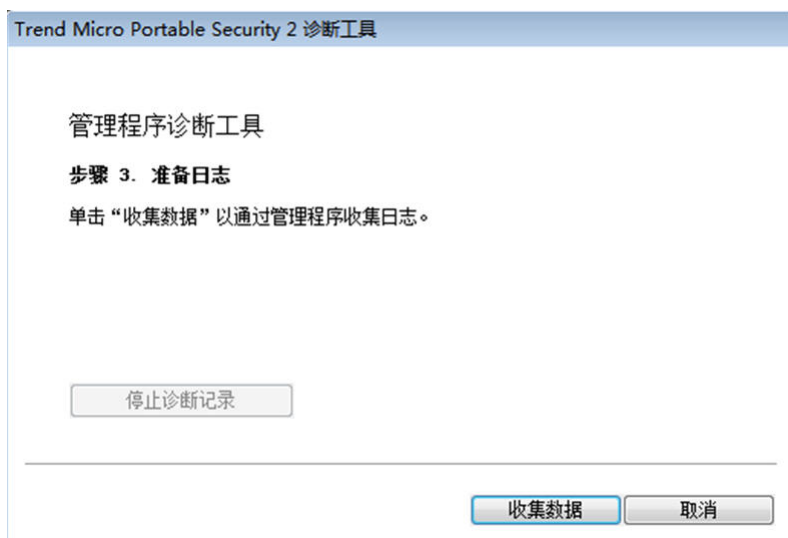 Trend Micro Portable Security 2 诊断工具
管理程序诊断工具
步骤 3. 准备日志
单击“收集数据”以通过管理程序收集日志。
停止诊断记录
收集数据 取消